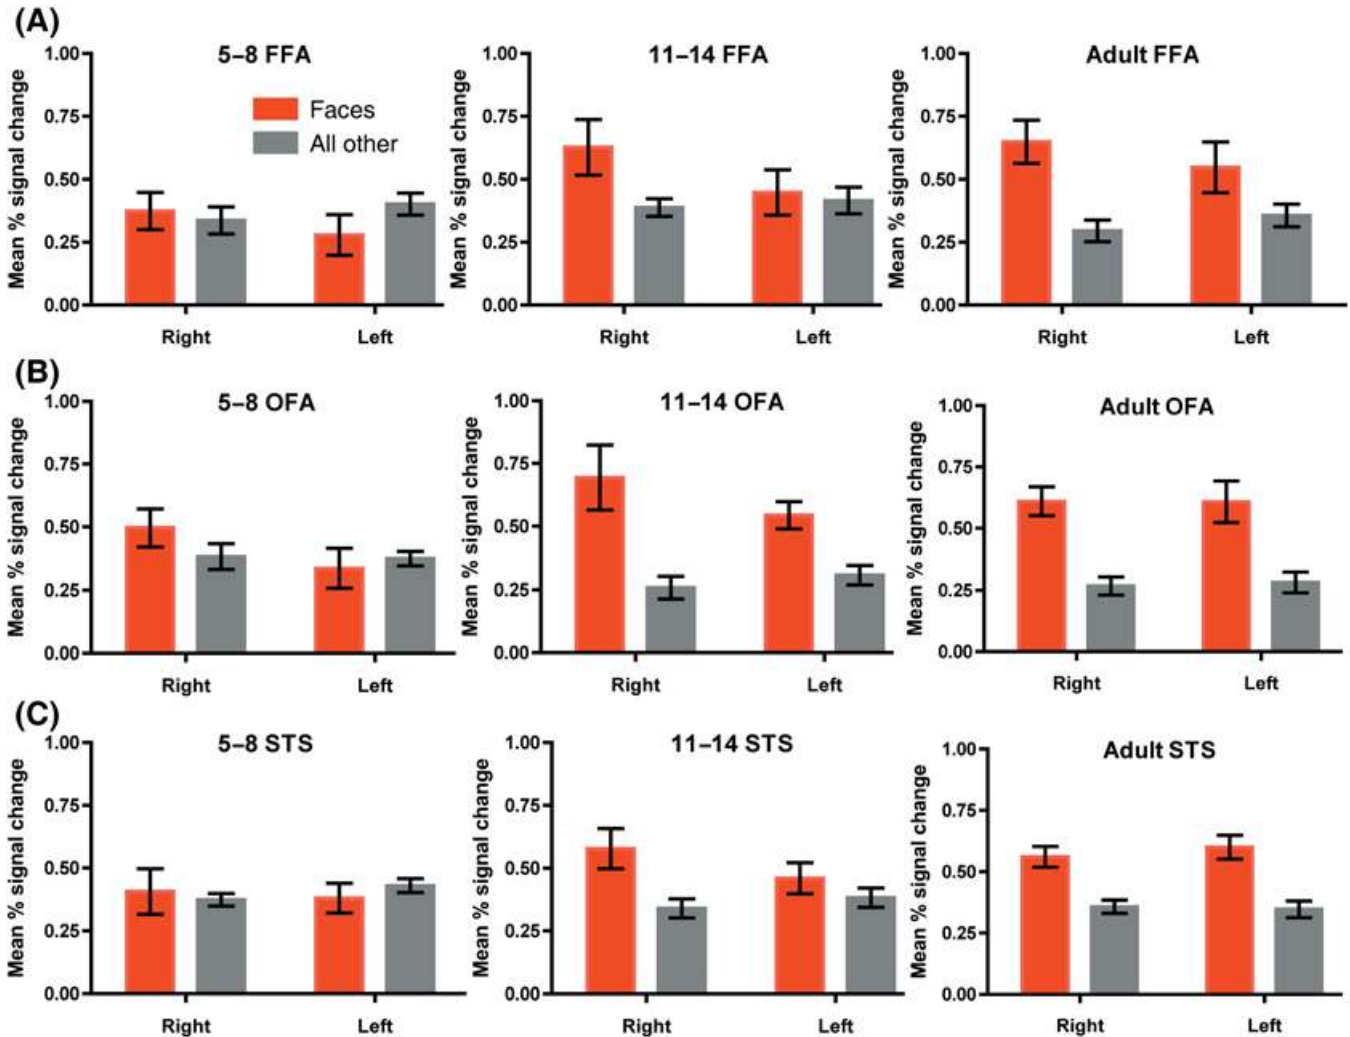 (A)
5–8 FFA
11–14 FFA
Adult FFA
Mean % signal change
1.00
0.75
0.50
0.25
0.00
Faces
All other
Right
Left
Mean % signal change
1.00
0.75
0.50
0.25
0.00
Right
Left
Mean % signal change
1.00
0.75
0.50
0.25
0.00
Right
Left
(B)
5–8 OFA
11–14 OFA
Adult OFA
Mean % signal change
1.00
0.75
0.50
0.25
0.00
Right
Left
Mean % signal change
1.00
0.75
0.50
0.25
0.00
Right
Left
Mean % signal change
1.00
0.75
0.50
0.25
0.00
Right
Left
(C)
5–8 STS
11–14 STS
Adult STS
Mean % signal change
1.00
0.75
0.50
0.25
0.00
Right
Left
Mean % signal change
1.00
0.75
0.50
0.25
0.00
Right
Left
Mean % signal change
1.00
0.75
0.50
0.25
0.00
Right
Left